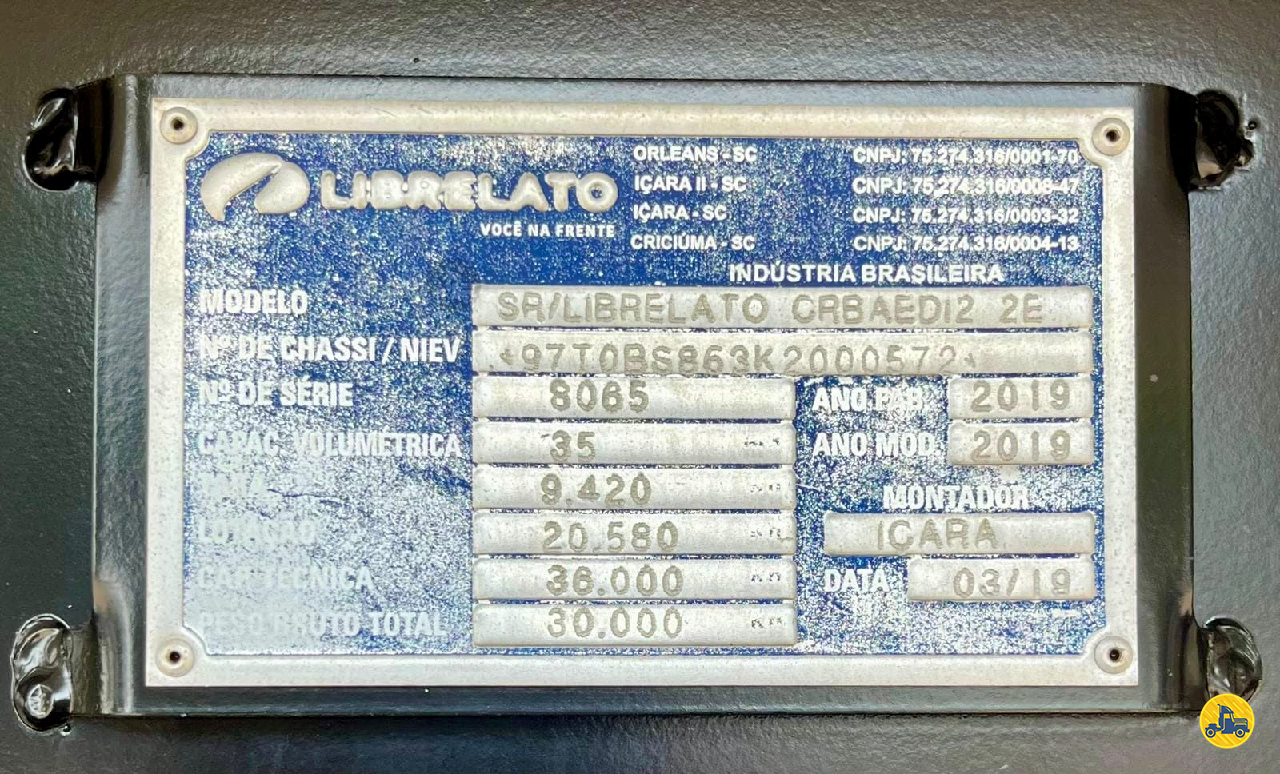 LIBRELATO
VOCÊ NA FRENTE
ORLEANS - SC CNPJ: 75.274.316/0001-70
IÇARA II - SC CNPJ: 75.274.316/0006-47
IÇARA - SC CNPJ: 75.274.316/0003-32
CRICIÚMA - SC CNPJ: 75.274.316/0004-13
INDÚSTRIA BRASILEIRA
MODELO SR/LIBRELATO CRBAEDI2 2E
Nº DE CHASSI / NIEV *97T0BS863K2000572*
Nº DE SÉRIE 8065 ANO FAB. 2019
CAPAC. VOLUMÉTRICA 35 ANO MOD. 2019
9.420 MONTADOR
20.580 ICARA
TÉCNICA 36.000 DATA: 03/19
BRUTO TOTAL 30.000